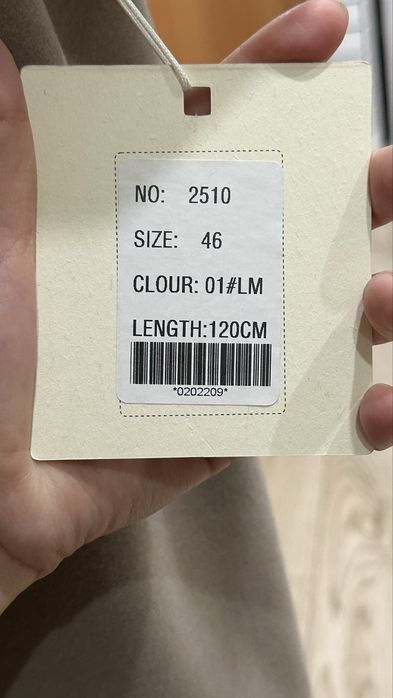 NO: 2510
SIZE: 46
CLOUR: 01#LM
LENGTH:120CM
*0202209*